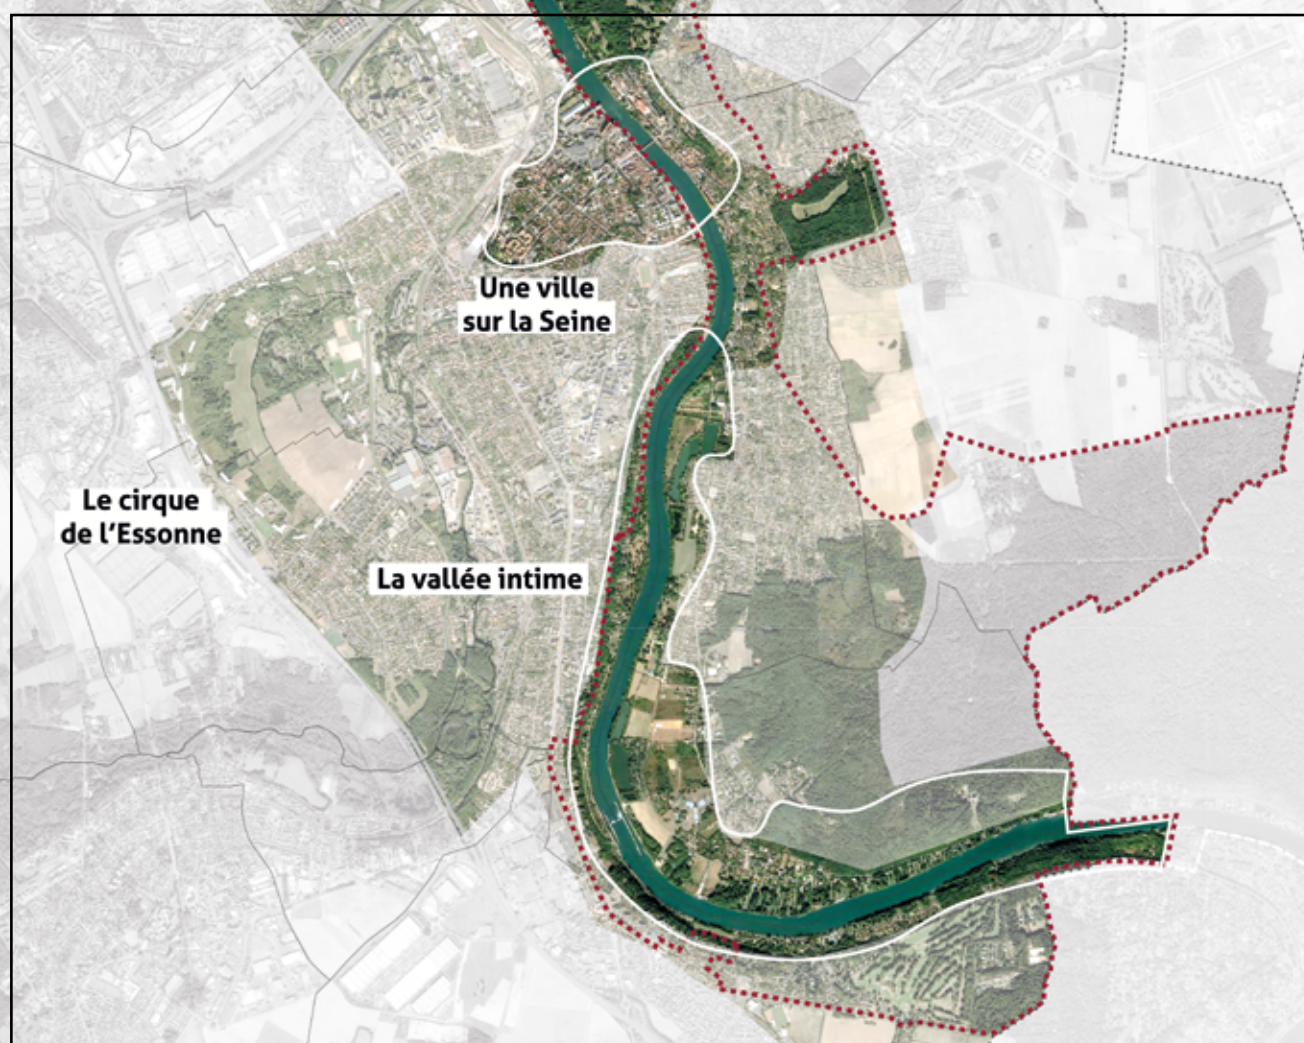 Une ville
sur la Seine
Le cirque
de l'Essonne
La vallée intime